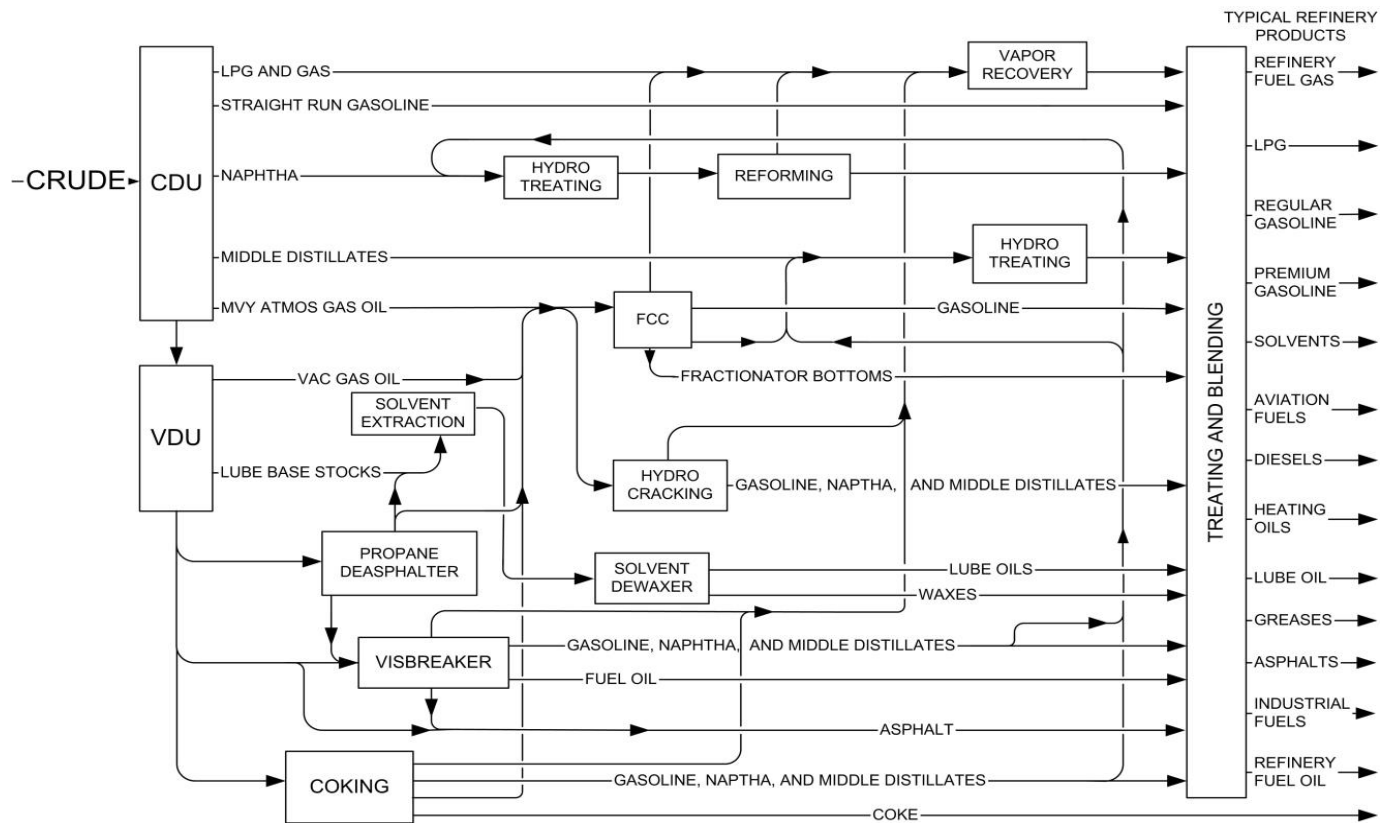 TYPICAL REFINERY
PRODUCTS
LPG AND GAS
VAPOR
RECOVERY
REFINERY
FUEL GAS
STRAIGHT RUN GASOLINE
LPG
CRUDE
CDU
NAPHTHA
HYDRO
TREATING
REFORMING
REGULAR
GASOLINE
MIDDLE DISTILLATES
HYDRO
TREATING
PREMIUM
GASOLINE
MVY ATMOS GAS OIL
FCC
GASOLINE
SOLVENTS
VAC GAS OIL
FRACTIONATOR BOTTOMS
TREATING AND BLENDING
AVIATION
FUELS
VDU
SOLVENT
EXTRACTION
LUBE BASE STOCKS
HYDRO
CRACKING
GASOLINE, NAPTHA, AND MIDDLE DISTILLATES
DIESELS
HEATING
OILS
PROPANE
DEASPHALTER
SOLVENT
DEWAXER
LUBE OILS
WAXES
LUBE OIL
GREASES
VISBREAKER
GASOLINE, NAPHTHA, AND MIDDLE DISTILLATES
FUEL OIL
ASPHALTS
ASPHALT
INDUSTRIAL
FUELS
COKING
GASOLINE, NAPTHA, AND MIDDLE DISTILLATES
REFINERY
FUEL OIL
COKE